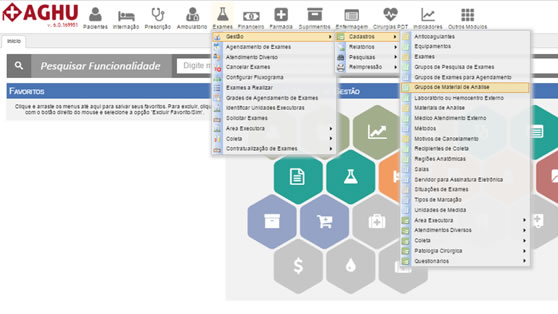 AGHU
Pacientes Internação Prescrição Ambulatório Exames Financeiro Farmácia Suprimentos Enfermagem Cirurgias PDT Indicadores Outros Módulos
Início
Pesquisar Funcionalidade
Digite
FAVORITOS
Clique e arraste os menus até aqui para salvar seus favoritos. Para excluir,
com o botão direito do mouse e selecione a opção 'Excluir Favorito/Sim'.
Gestão
Agendamento de Exames
Atendimento Diverso
Cancelar Exames
Configurar Fluxograma
Exames a Realizar
Grades de Agendamento de Exames
Identificar Unidades Executoras
Solicitar Exames
Área Executora
Coleta
Contratualização de Exames
Cadastros
Relatórios
Pesquisas
Reimpressão
Anticoagulantes
Equipamentos
Exames
Grupos de Pesquisa de Exames
Grupos de Exames para Agendamento
Grupos de Material de Análise
Laboratório ou Hemocentro Externo
Materiais de Análise
Médico Atendimento Externo
Métodos
Motivos de Cancelamento
Recipientes de Coleta
Regiões Anatômicas
Salas
Servidor para Assinatura Eletrônica
Situações de Exames
Tipos de Marcação
Unidades de Medida
Área Executora
Atendimentos Diversos
Coleta
Patologia Cirúrgica
Questionários